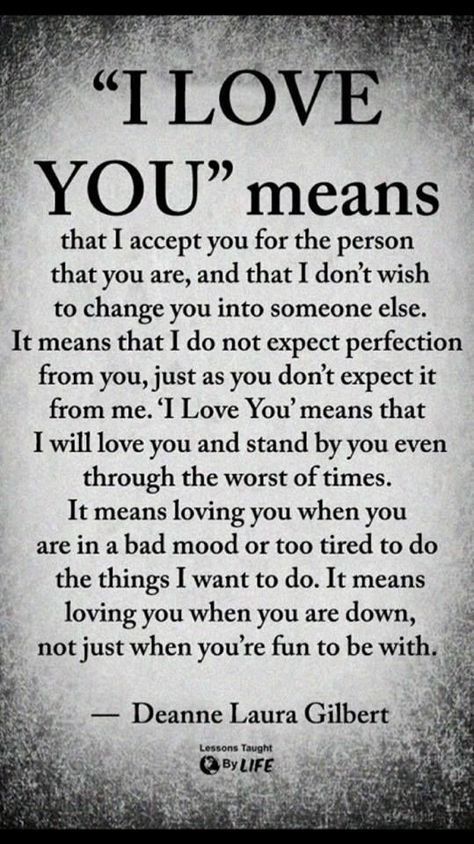 “I LOVE
YOU” means
that I accept you for the person
that you are, and that I don’t wish
to change you into someone else.
It means that I do not expect perfection
from you, just as you don’t expect it
from me. ‘I Love You’ means that
I will love you and stand by you even
through the worst of times.
It means loving you when you
are in a bad mood or too tired to do
the things I want to do. It means
loving you when you are down,
not just when you’re fun to be with.
— Deanne Laura Gilbert
Lessons Taught
By LIFE